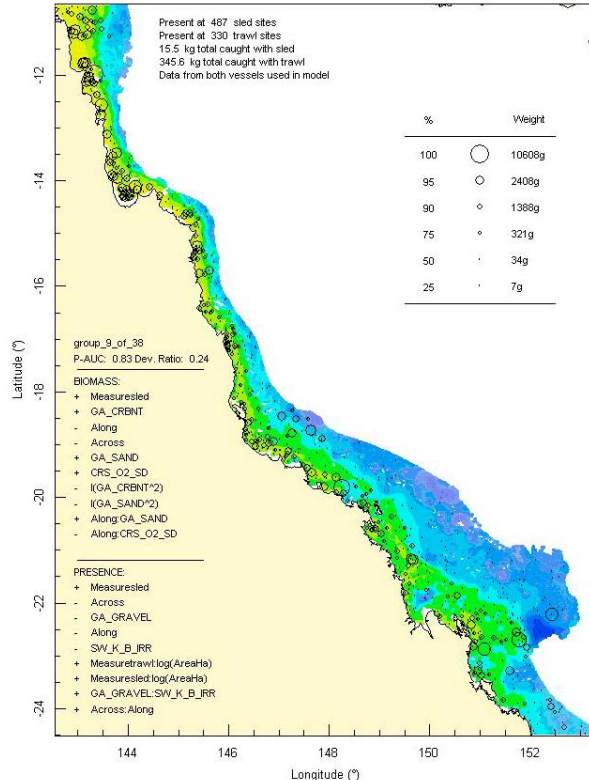 Present at 487 sled sites
Present at 330 trawl sites
15.5 kg total caught with sled
345.6 kg total caught with trawl
Data from both vessels used in model
% Weight
100 10608g
95 2408g
90 1388g
75 321g
50 34g
25 7g
-12
-14
-16
-18
-20
-22
-24
Latitude (°)
group_9_of_38
P-AUC: 0.83 Dev. Ratio: 0.24
BIOMASS:
+ Measuresled
+ GA_CRBNT
- Along
- Across
+ GA_SAND
+ CRS_O2_SD
- I(GA_CRBNT^2)
- I(GA_SAND^2)
+ Along:GA_SAND
- Along:CRS_O2_SD
PRESENCE:
+ Measuresled
- Across
- GA_GRAVEL
- Along
- SW_K_B_IRR
+ Measuretrawl:log(AreaHa)
+ Measuresled:log(AreaHa)
+ GA_GRAVEL:SW_K_B_IRR
+ Across:Along
144 146 148 150 152
Longitude (°)